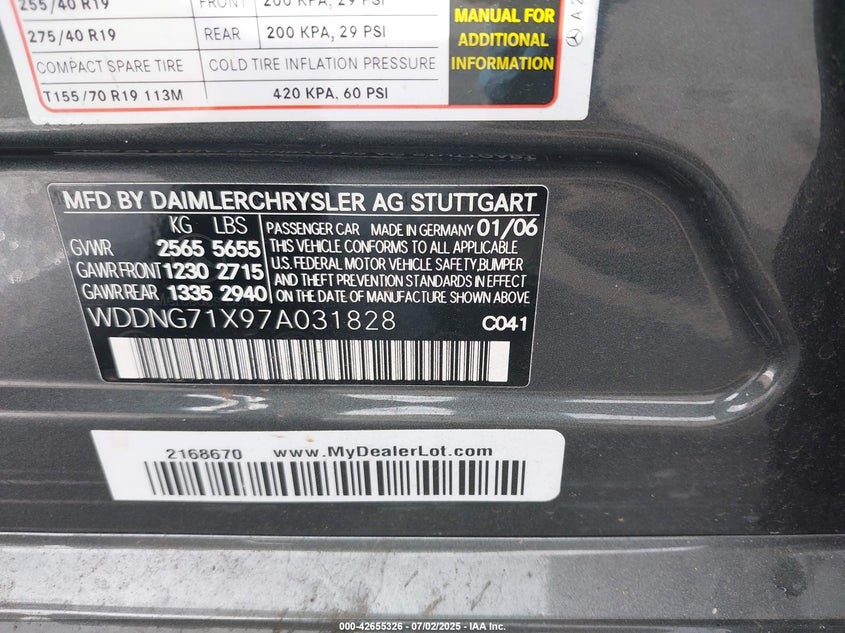 255/40 R19 FRONT 200 KPA, 29 PSI
275/40 R19 REAR 200 KPA, 29 PSI
COMPACT SPARE TIRE COLD TIRE INFLATION PRESSURE
T155/70 R19 113M 420 KPA, 60 PSI
MANUAL FOR
ADDITIONAL
INFORMATION
A 2
MFD BY DAIMLERCHRYSLER AG STUTTGART
KG LBS
GVWR 2565 5655
GAWR FRONT 1230 2715
GAWR REAR 1335 2940
PASSENGER CAR MADE IN GERMANY 01/06
THIS VEHICLE CONFORMS TO ALL APPLICABLE
U.S. FEDERAL MOTOR VEHICLE SAFETY, BUMPER
AND THEFT PREVENTION STANDARDS IN EFFECT
ON THE DATE OF MANUFACTURE SHOWN ABOVE
WDDNG71X97A031828 C041
2168670 www.MyDealerLot.com
000-42655326 - 07/02/2025 - IAA Inc.